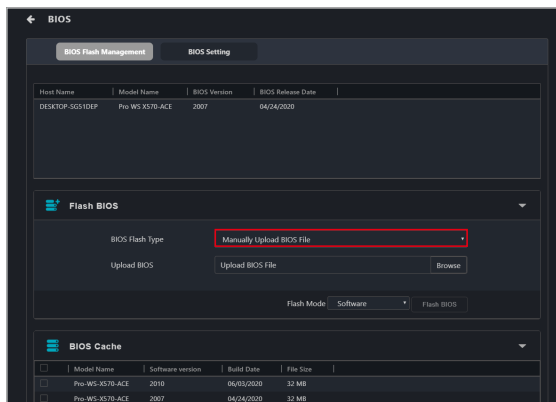 BIOS
BIOS Flash Management BIOS Setting
Host Name Model Name BIOS Version BIOS Release Date
DESKTOP-SG51DEP Pro WS X570-ACE 2007 04/24/2020
Flash BIOS
BIOS Flash Type Manually Upload BIOS File
Upload BIOS Upload BIOS File Browse
Flash Mode Software Flash BIOS
BIOS Cache
Model Name Software version Build Date File Size
Pro-WS-X570-ACE 2010 06/03/2020 32 MB
Pro-WS-X570-ACE 2007 04/24/2020 32 MB